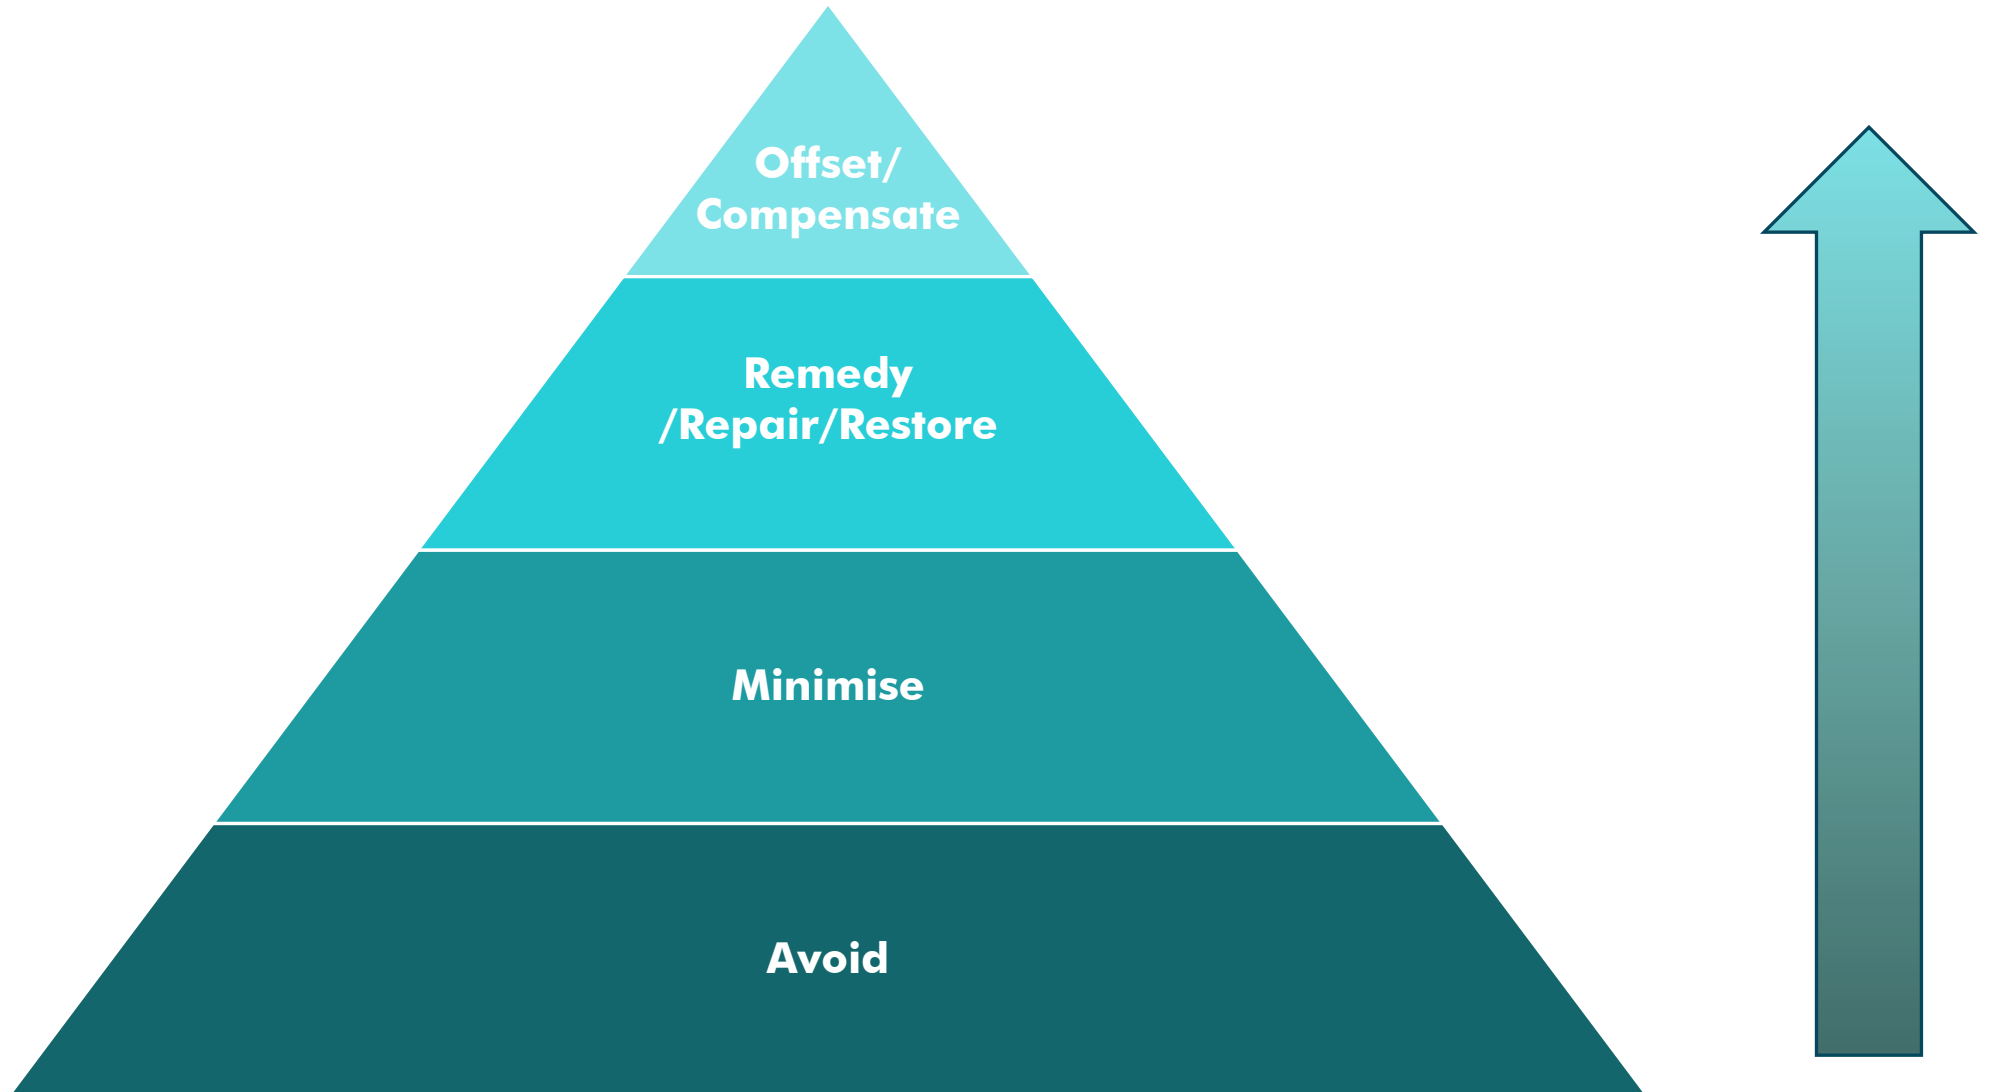 Offset/
Compensate
Remedy
/Repair/Restore
Minimise
Avoid